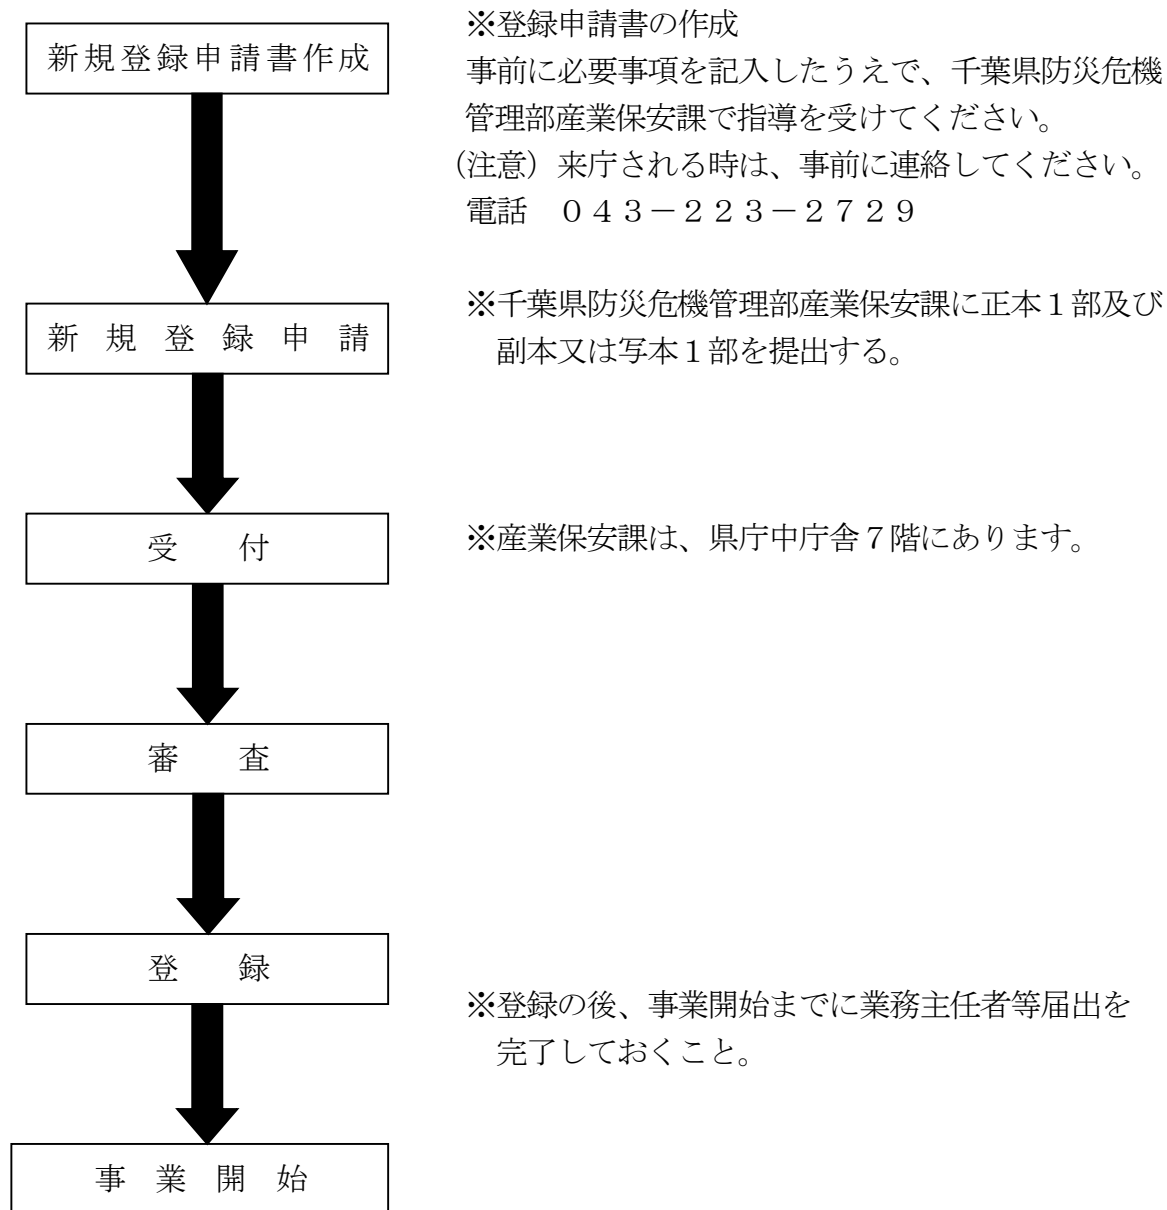 新規登録申請書作成
※登録申請書の作成
事前に必要事項を記入したうえで、千葉県防災危機
管理部産業保安課で指導を受けてください。
(注意)来庁される時は、事前に連絡してください。
電話 043-223-2729
新規登録申請
※千葉県防災危機管理部産業保安課に正本1部及び
副本又は写本1部を提出する。
受付
※産業保安課は、県庁中庁舎7階にあります。
審査
登録
※登録の後、事業開始までに業務主任者等届出を
完了しておくこと。
事業開始